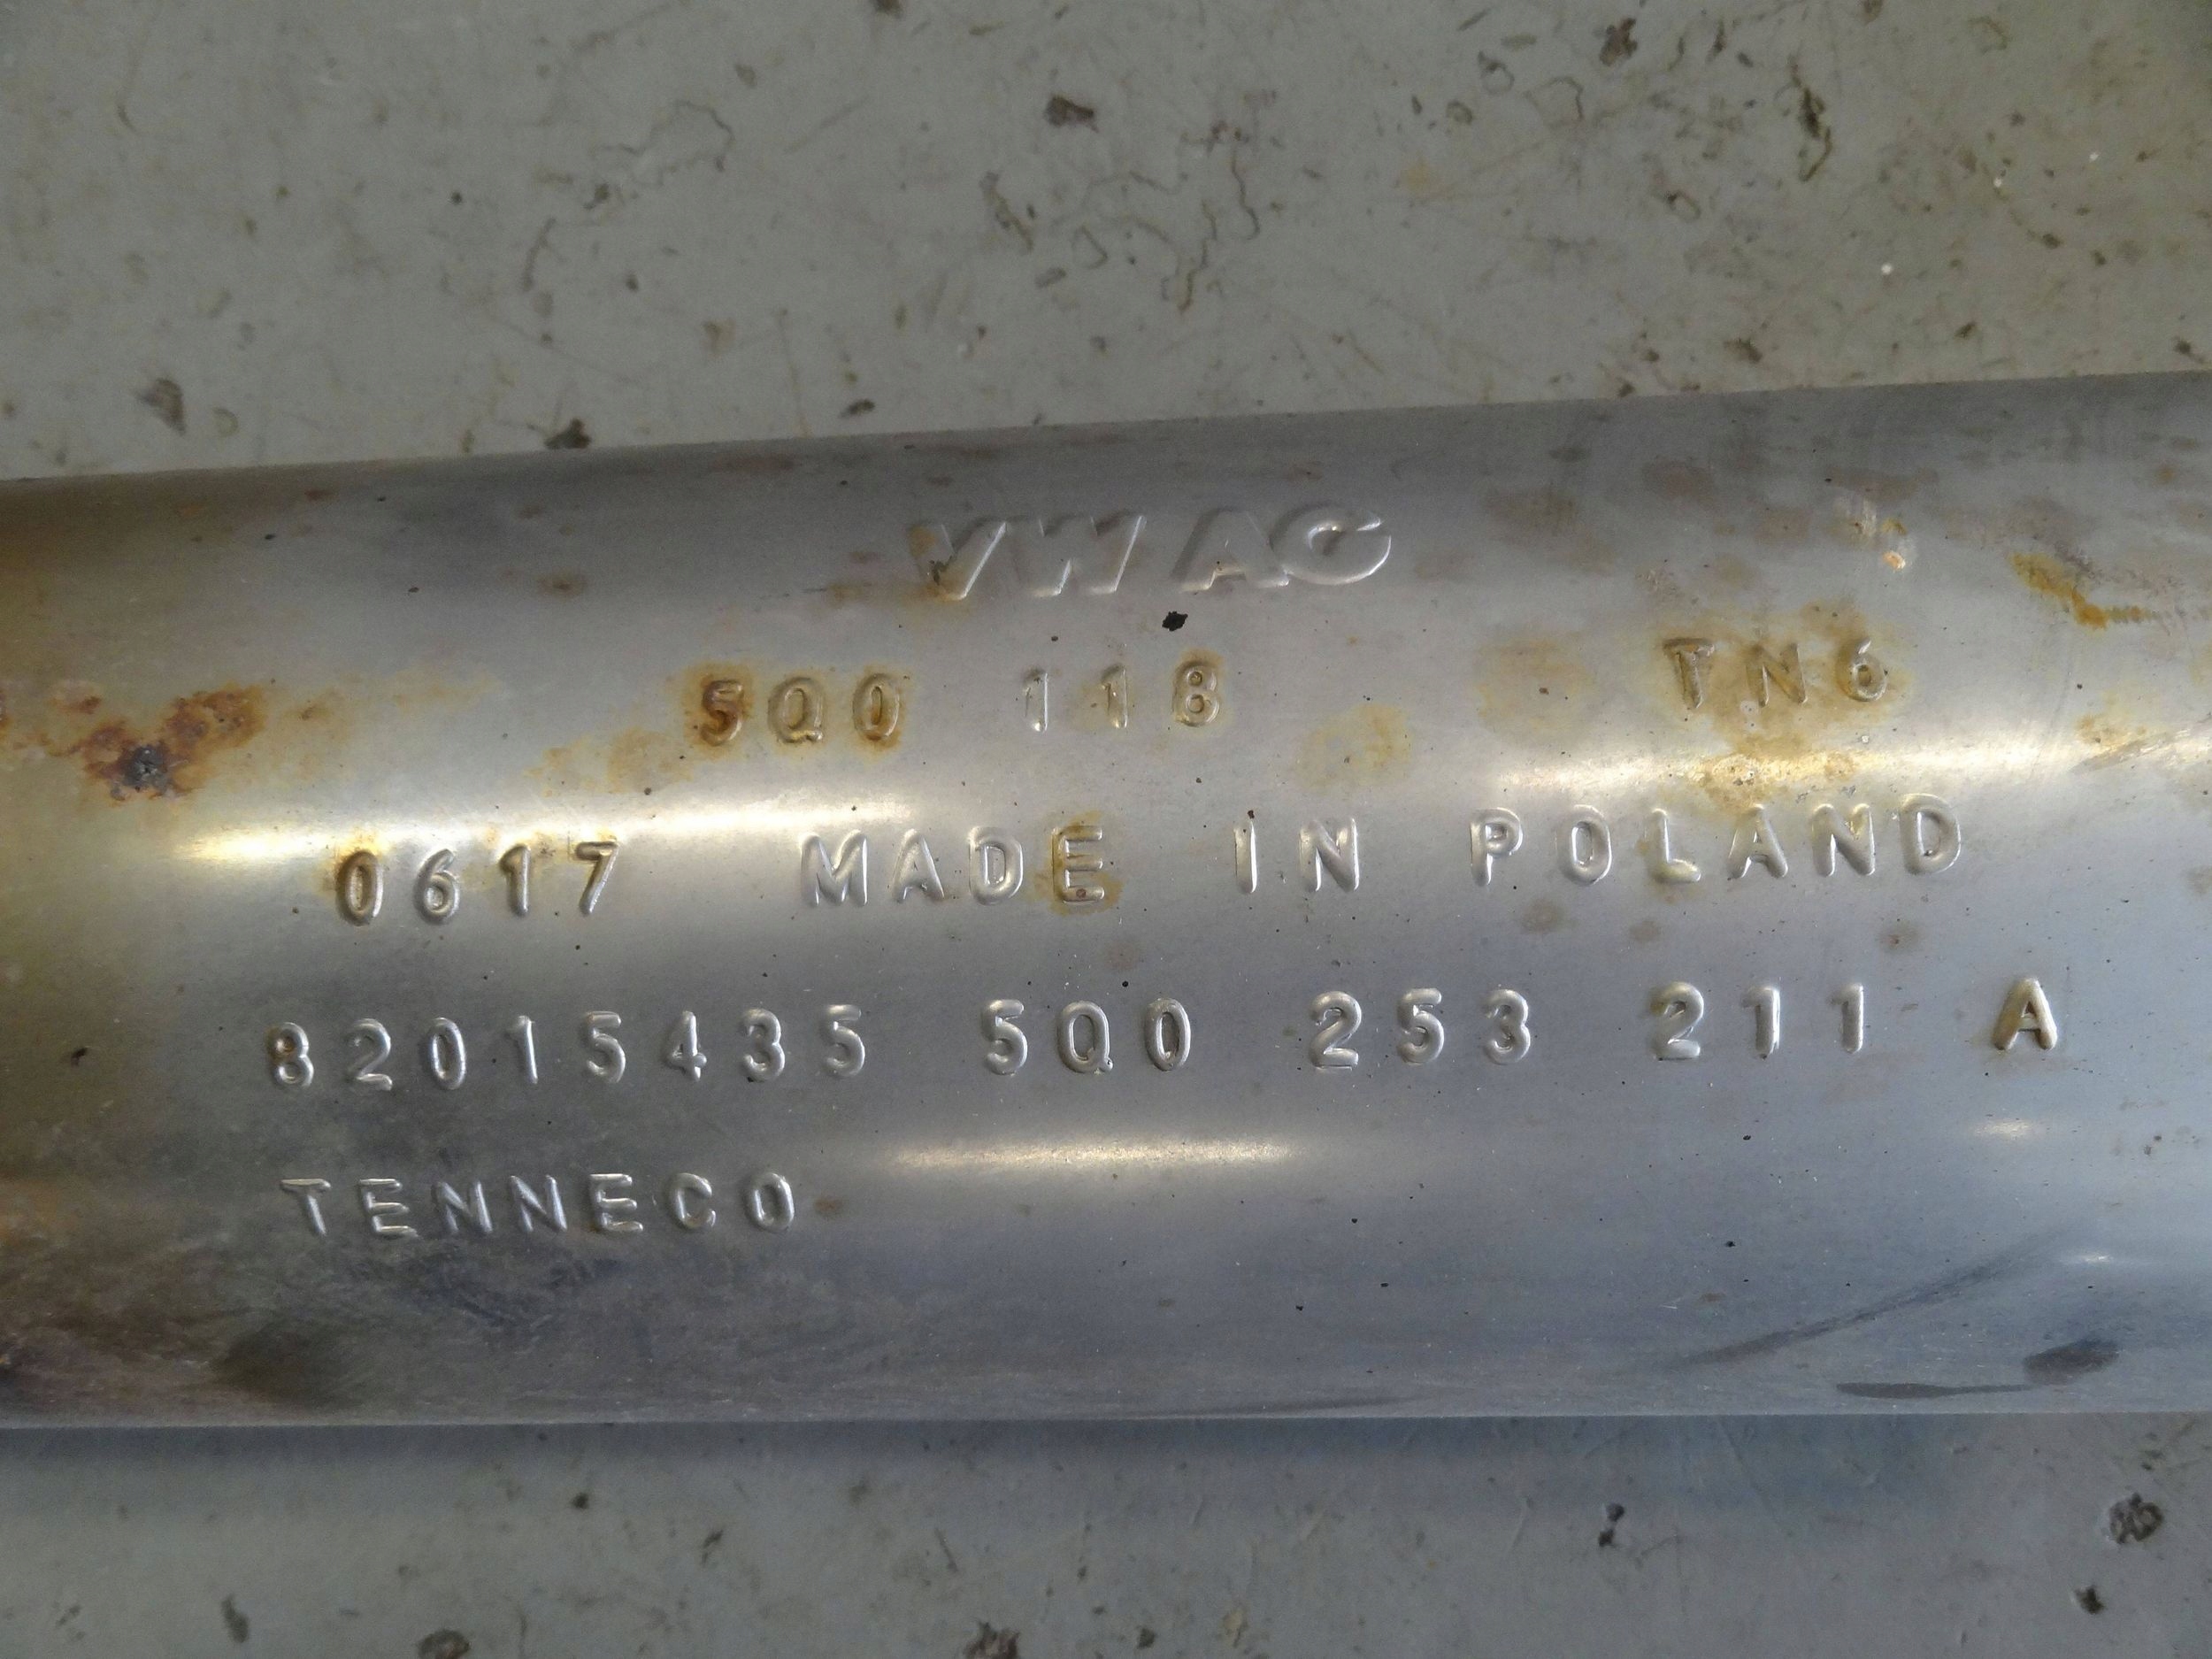 VW AG
5Q0 118 TN6
0617 MADE IN POLAND
82015435 5Q0 253 211 A
TENNECO